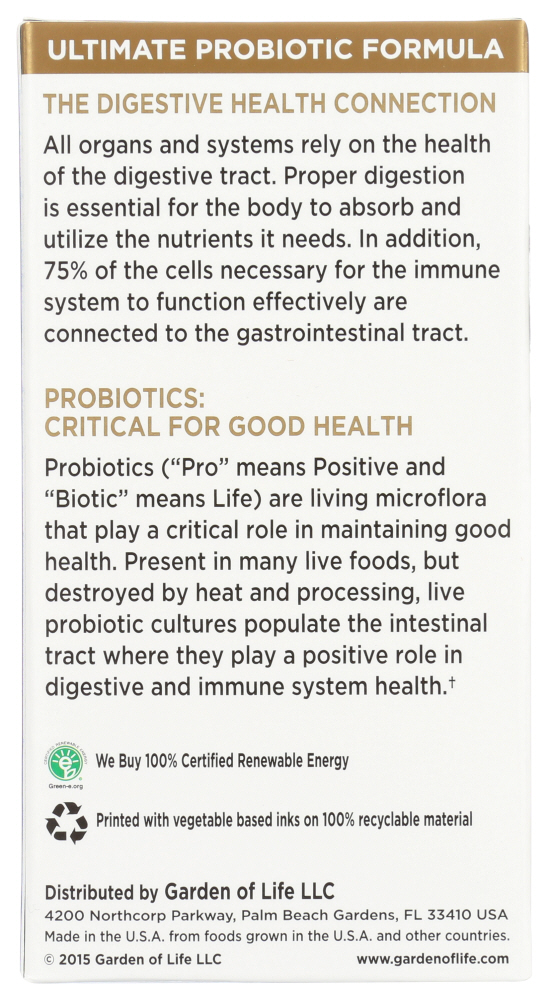 ULTIMATE PROBIOTIC FORMULA
THE DIGESTIVE HEALTH CONNECTION
All organs and systems rely on the health
of the digestive tract. Proper digestion
is essential for the body to absorb and
utilize the nutrients it needs. In addition,
75% of the cells necessary for the immune
system to function effectively are
connected to the gastrointestinal tract.
PROBIOTICS:
CRITICAL FOR GOOD HEALTH
Probiotics (“Pro” means Positive and
“Biotic” means Life) are living microflora
that play a critical role in maintaining good
health. Present in many live foods, but
destroyed by heat and processing, live
probiotic cultures populate the intestinal
tract where they play a positive role in
digestive and immune system health.†
CERTIFIED RENEWABLE ENERGY
Green-e.org
We Buy 100% Certified Renewable Energy
Printed with vegetable based inks on 100% recyclable material
Distributed by Garden of Life LLC
4200 Northcorp Parkway, Palm Beach Gardens, FL 33410 USA
Made in the U.S.A. from foods grown in the U.S.A. and other countries.
© 2015 Garden of Life LLC www.gardenoflife.com